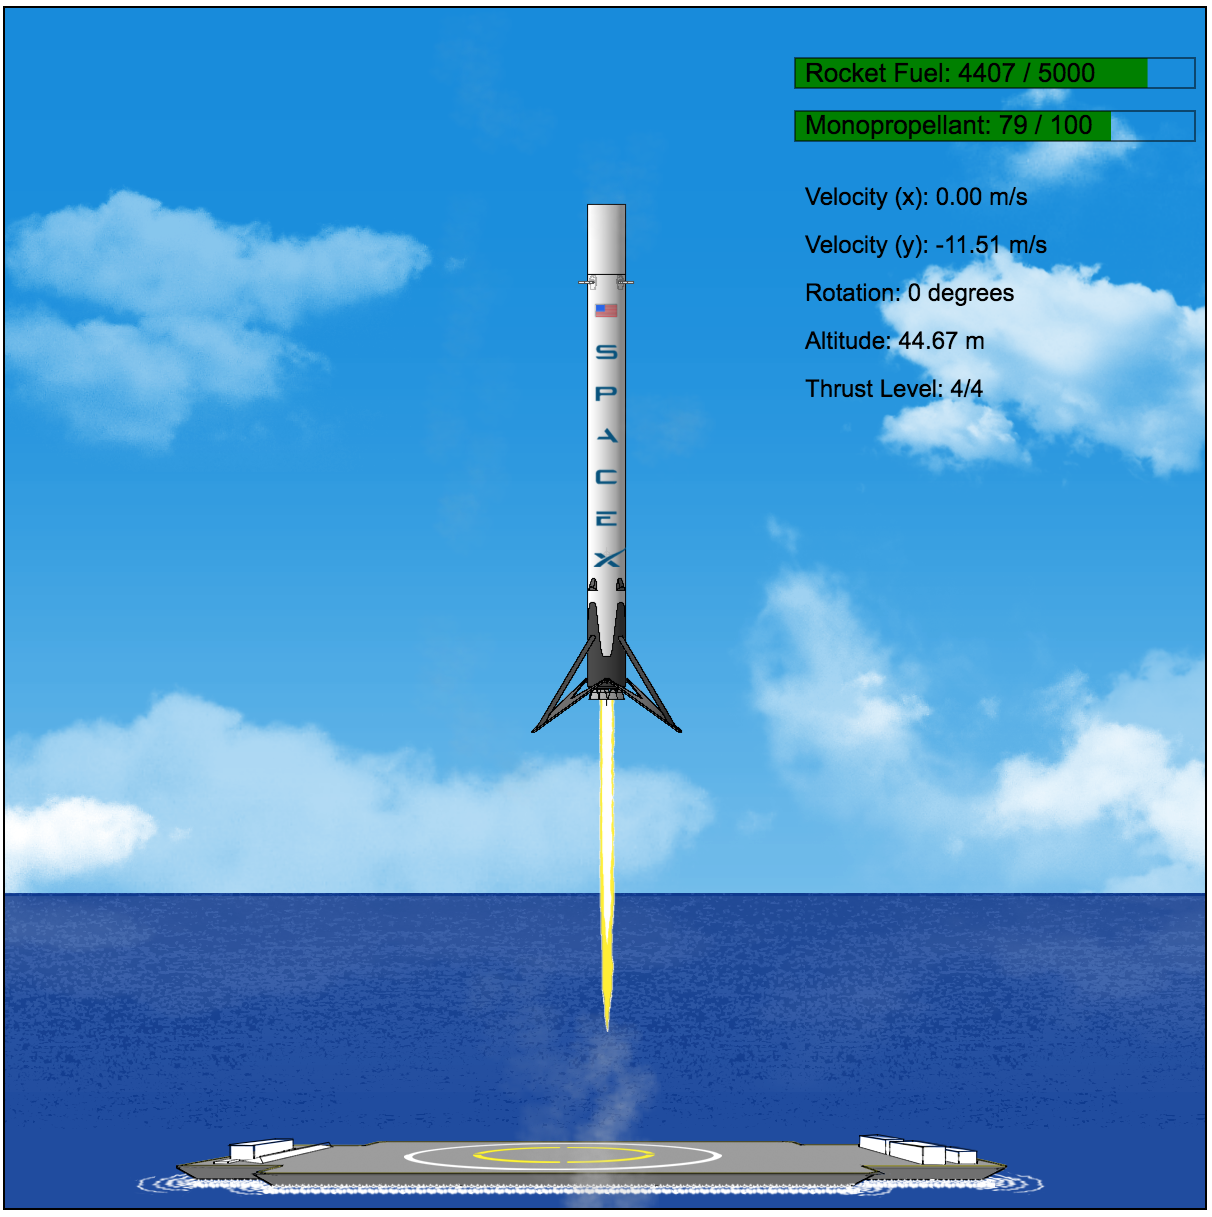 Rocket Fuel: 4407 / 5000
Monopropellant: 79 / 100
Velocity (x): 0.00 m/s
Velocity (y): -11.51 m/s
Rotation: 0 degrees
Altitude: 44.67 m
Thrust Level: 4/4
SPACEX